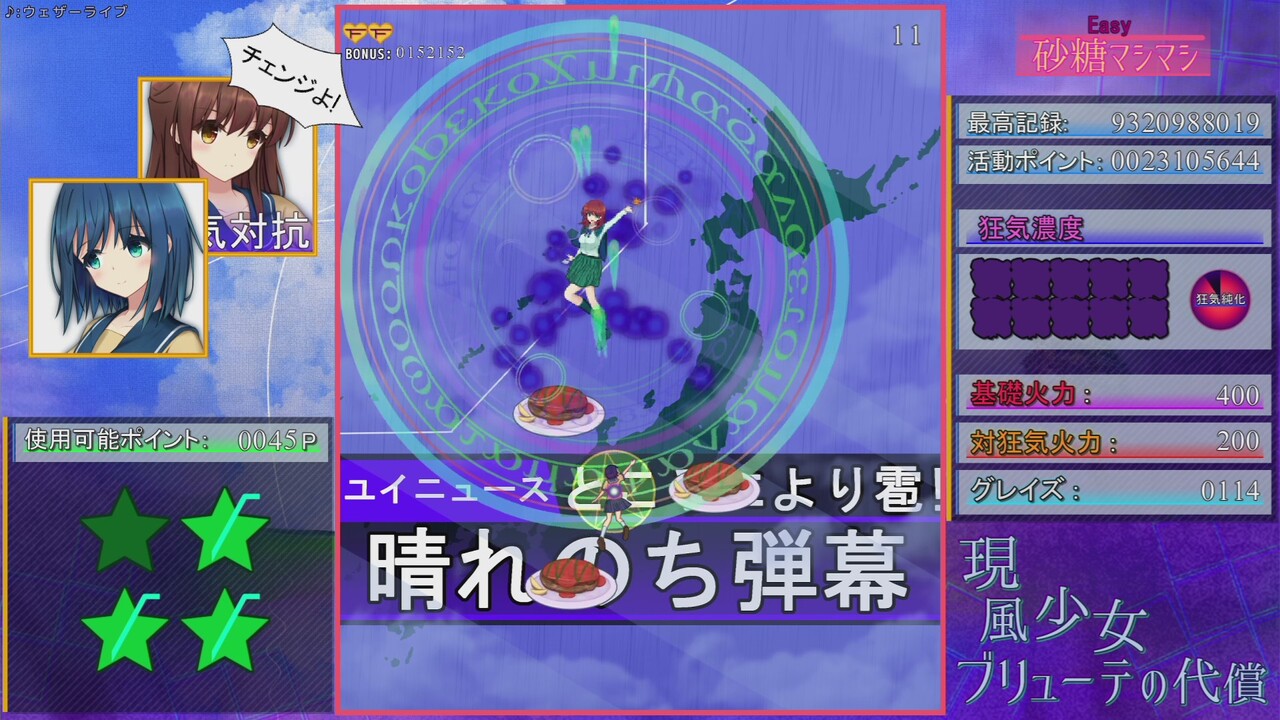 ♪:ウェザーライブ
チェンジよ!
気対抗
使用可能ポイント: 0045P
BONUS:0152152
11
ユイニュース
より雹!
晴れのち弾幕
Easy
砂糖マシマシ
最高記録: 9320988019
活動ポイント: 0023105644
狂気濃度
狂気純化
基礎火力: 400
対狂気火力: 200
グレイズ: 0114
現
風少女
ブリューテの代償